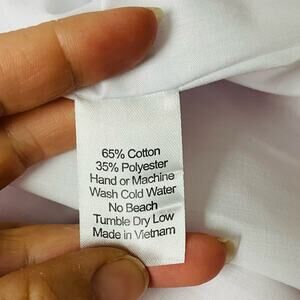 65% Cotton
35% Polyester
Hand or Machine
Wash Cold Water
No Beach
Tumble Dry Low
Made in Vietnam